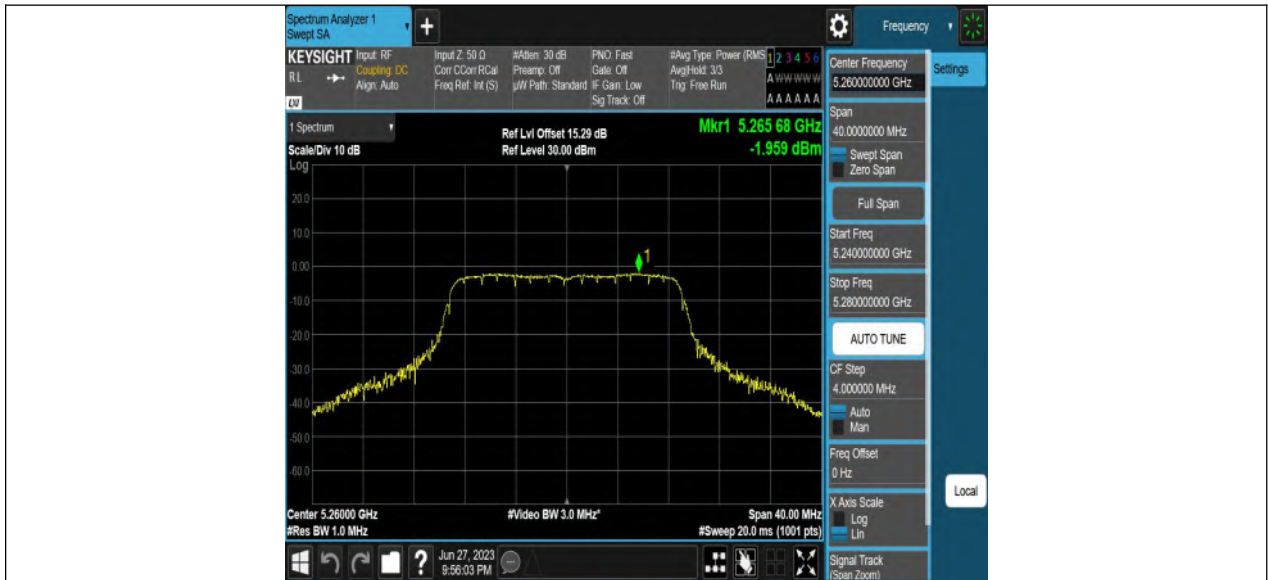 Spectrum Analyzer 1
Swept SA
+
Frequency
KEYSIGHT
RL
LXI
Input: RF
Coupling: DC
Align: Auto
Input Z: 50 Ω
Corr CCorr RCal
Freq Ref: Int (S)
#Atten: 30 dB
Preamp: Off
µW Path: Standard
PNO: Fast
Gate: Off
IF Gain: Low
Sig Track: Off
#Avg Type: Power (RMS
Avg|Hold: 3/3
Trig: Free Run
1 2 3 4 5 6
A W W W W W
A A A A A A
1 Spectrum
Scale/Div 10 dB
Ref Lvl Offset 15.29 dB
Ref Level 30.00 dBm
Mkr1 5.265 68 GHz
-1.959 dBm
Log
20.0
10.0
0.00
-10.0
-20.0
-30.0
-40.0
-50.0
-60.0
1
Center 5.26000 GHz
#Res BW 1.0 MHz
#Video BW 3.0 MHz*
Span 40.00 MHz
#Sweep 20.0 ms (1001 pts)
?
Jun 27, 2023
9:56:03 PM
Center Frequency
5.260000000 GHz
Settings
Span
40.0000000 MHz
Swept Span
Zero Span
Full Span
Start Freq
5.240000000 GHz
Stop Freq
5.280000000 GHz
AUTO TUNE
CF Step
4.000000 MHz
Auto
Man
Freq Offset
0 Hz
X Axis Scale
Log
Lin
Local
Signal Track
(Span Zoom)